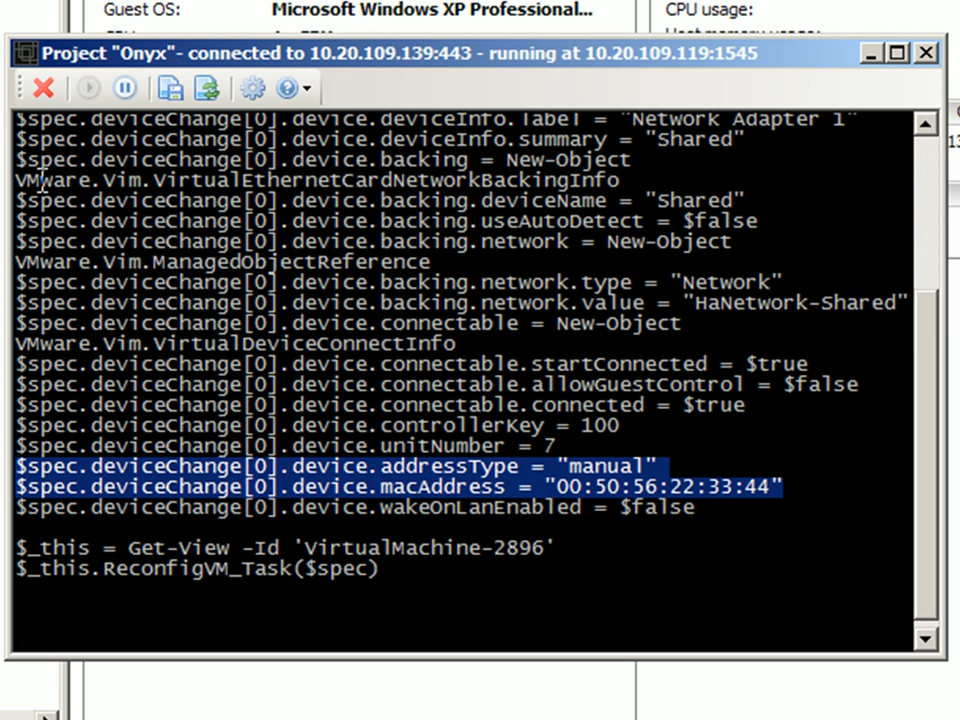 Guest OS: Microsoft Windows XP Professional... CPU usage:
Project "Onyx"- connected to 10.20.109.139:443 - running at 10.20.109.119:1545
$spec.deviceChange[0].device.deviceInfo.label = "Network Adapter 1"
$spec.deviceChange[0].device.deviceInfo.summary = "Shared"
$spec.deviceChange[0].device.backing = New-Object
VMware.Vim.VirtualEthernetCardNetworkBackingInfo
$spec.deviceChange[0].device.backing.deviceName = "Shared"
$spec.deviceChange[0].device.backing.useAutoDetect = $false
$spec.deviceChange[0].device.backing.network = New-Object
VMware.Vim.ManagedObjectReference
$spec.deviceChange[0].device.backing.network.type = "Network"
$spec.deviceChange[0].device.backing.network.value = "HaNetwork-Shared"
$spec.deviceChange[0].device.connectable = New-Object
VMware.Vim.VirtualDeviceConnectInfo
$spec.deviceChange[0].device.connectable.startConnected = $true
$spec.deviceChange[0].device.connectable.allowGuestControl = $false
$spec.deviceChange[0].device.connectable.connected = $true
$spec.deviceChange[0].device.controllerKey = 100
$spec.deviceChange[0].device.unitNumber = 7
$spec.deviceChange[0].device.addressType = "manual"
$spec.deviceChange[0].device.macAddress = "00:50:56:22:33:44"
$spec.deviceChange[0].device.wakeOnLanEnabled = $false
$_this = Get-View -Id 'VirtualMachine-2896'
$_this.ReconfigVM_Task($spec)